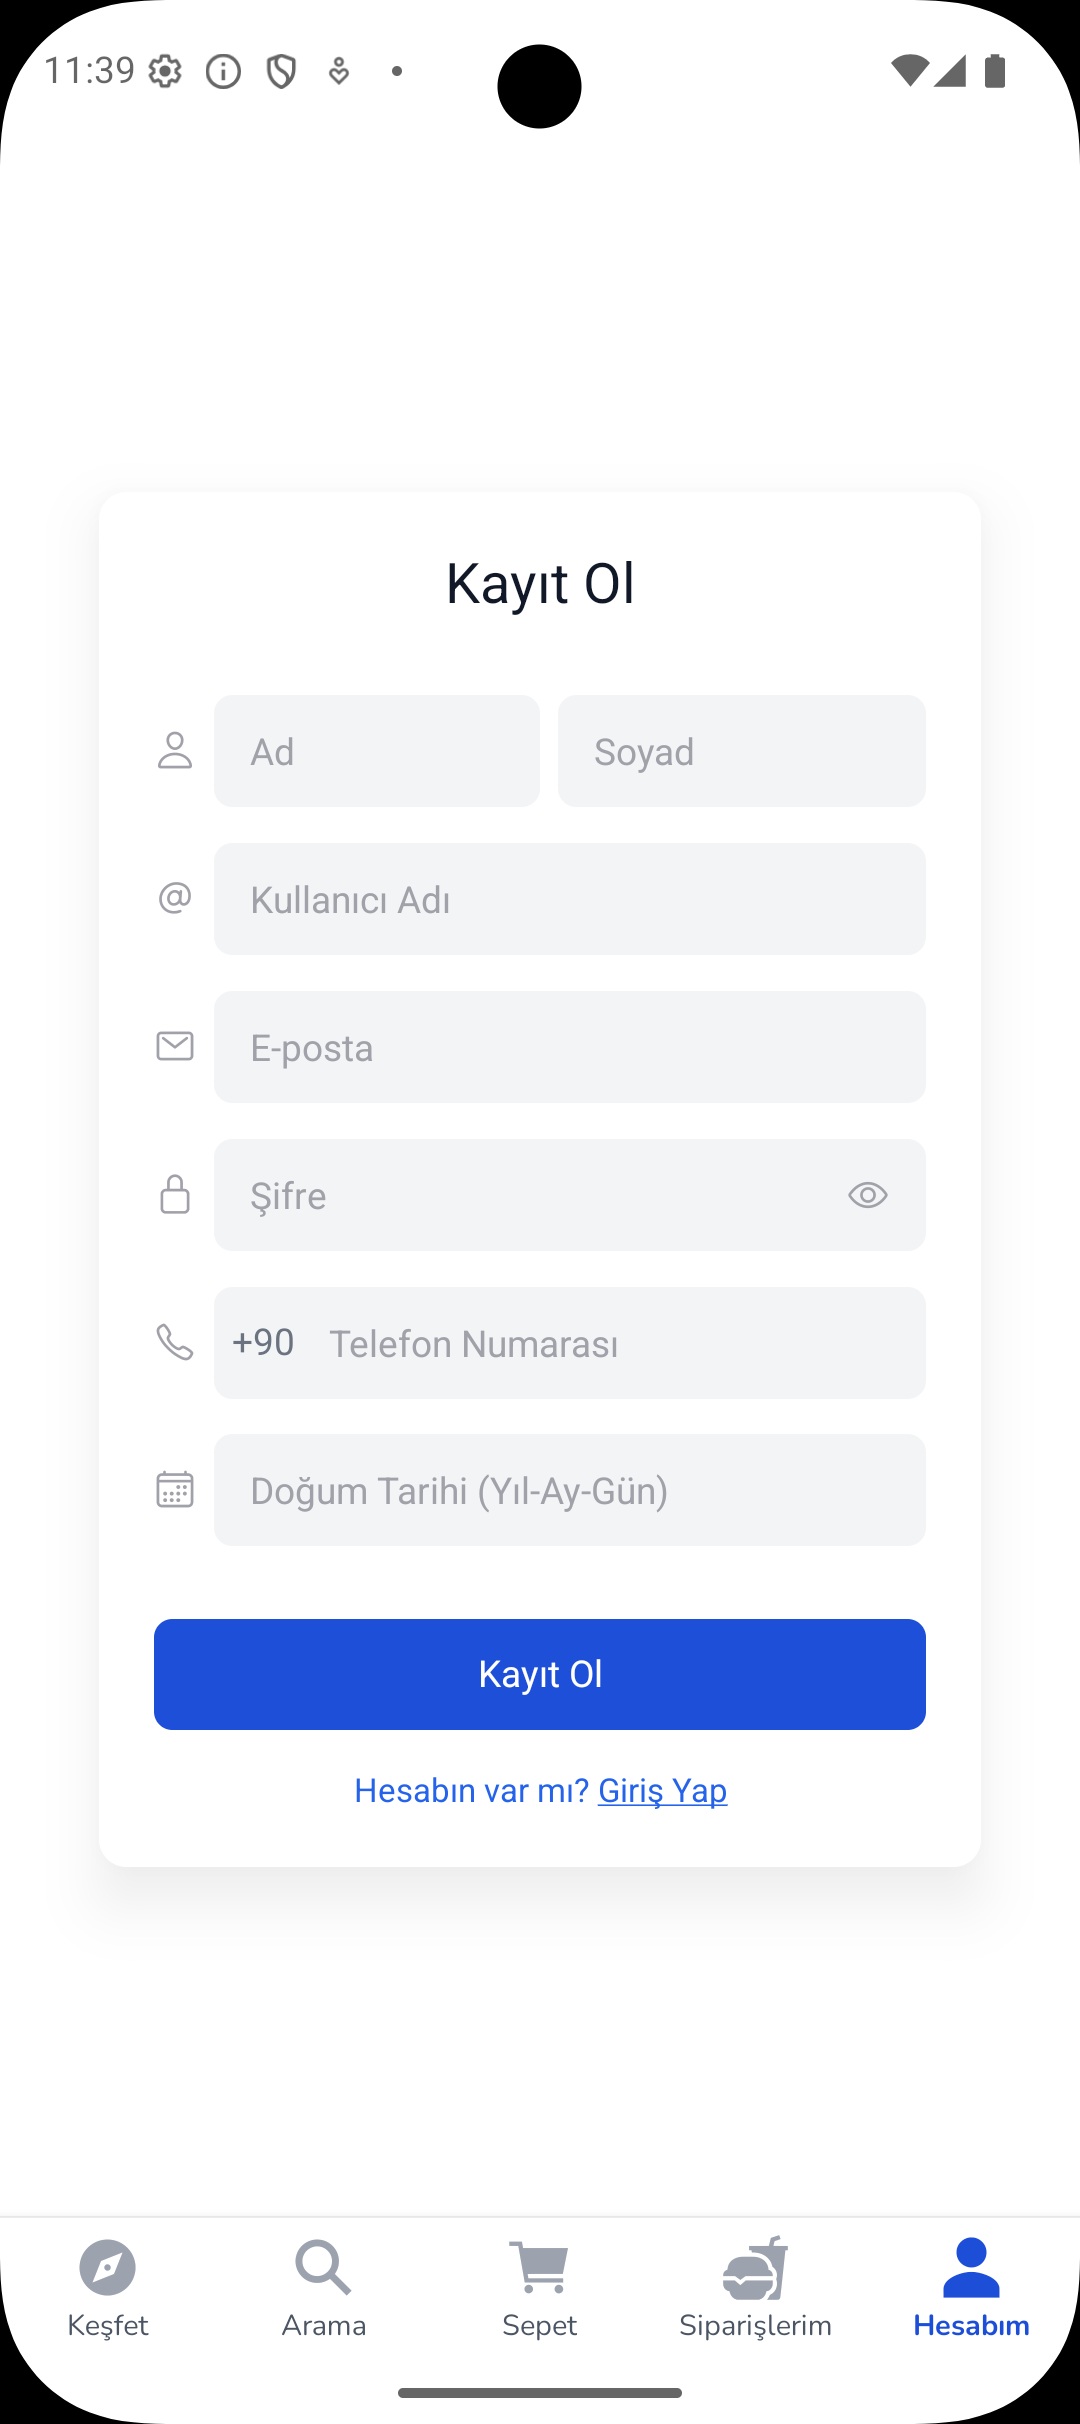 11:39
Kayıt Ol
Ad Soyad
@ Kullanıcı Adı
E-posta
Şifre
+90 Telefon Numarası
Doğum Tarihi (Yıl-Ay-Gün)
Kayıt Ol
Hesabın var mı? Giriş Yap
Keşfet Arama Sepet Siparişlerim Hesabım